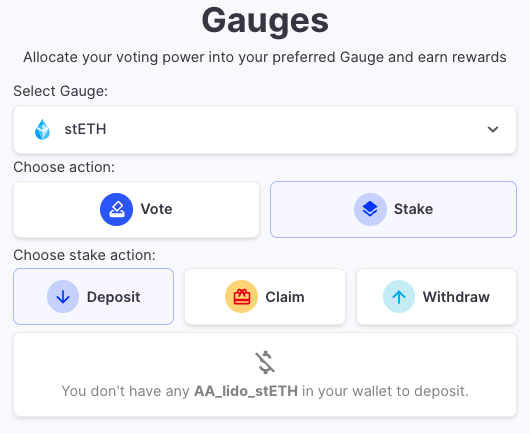 Gauges
Allocate your voting power into your preferred Gauge and earn rewards
Select Gauge:
stETH
Choose action:
Vote
Stake
Choose stake action:
Deposit
Claim
Withdraw
You don't have any AA_lido_stETH in your wallet to deposit.